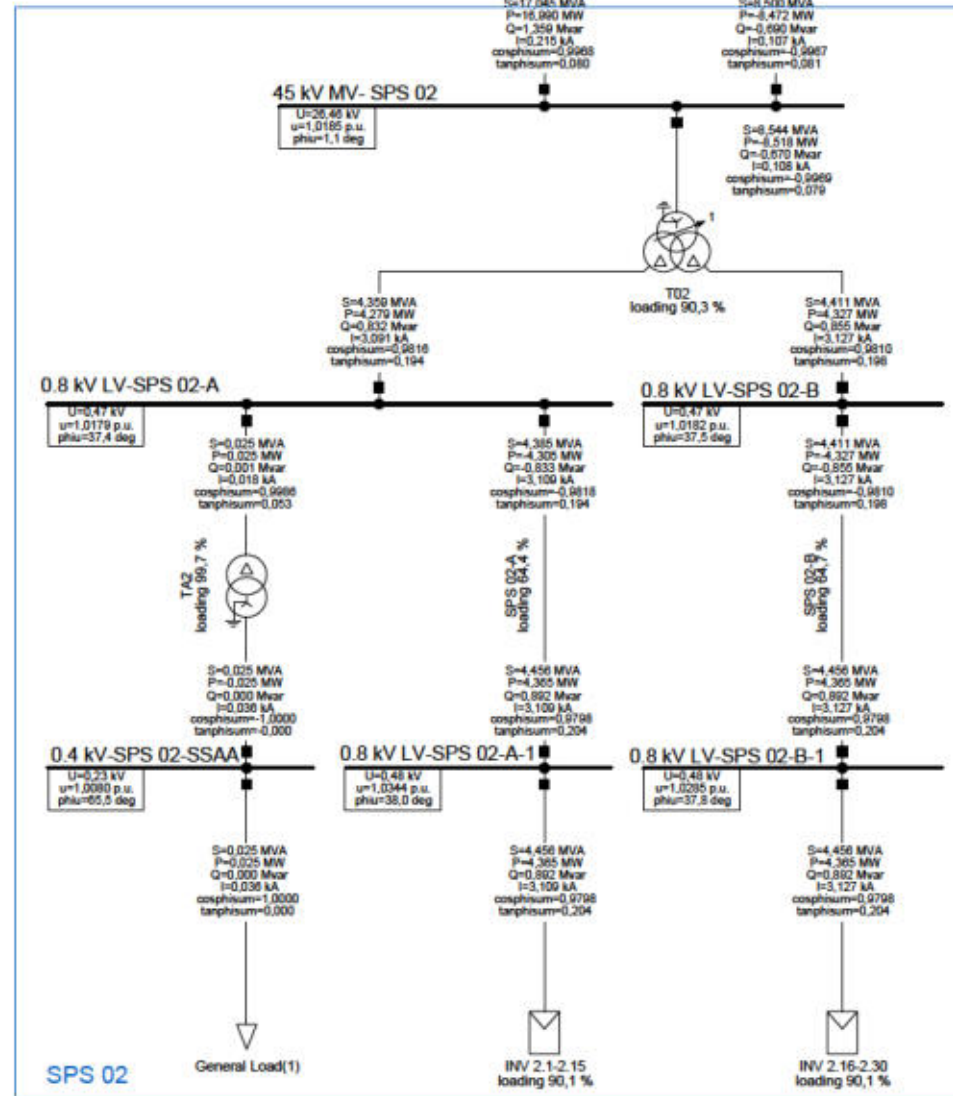 S=17,045 MVA
P=16,990 MW
Q=1,359 Mvar
I=0,215 kA
cosphisum=0,9968
tanphisum=0,080
S=8,500 MVA
P=-8,472 MW
Q=-0,690 Mvar
I=0,107 kA
cosphisum=-0,9967
tanphisum=0,081
45 kV MV- SPS 02
U=26,46 kV
u=1,0185 p.u.
phiu=1,1 deg
S=8,544 MVA
P=-8,518 MW
Q=-0,670 Mvar
I=0,108 kA
cosphisum=-0,9969
tanphisum=0,079
1
T02
loading 90,3 %
S=4,359 MVA
P=4,279 MW
Q=0,832 Mvar
I=3,091 kA
cosphisum=0,9816
tanphisum=0,194
S=4,411 MVA
P=4,327 MW
Q=0,855 Mvar
I=3,127 kA
cosphisum=0,9810
tanphisum=0,198
0.8 kV LV-SPS 02-A
U=0,47 kV
u=1,0179 p.u.
phiu=37,4 deg
0.8 kV LV-SPS 02-B
U=0,47 kV
u=1,0182 p.u.
phiu=37,5 deg
S=0,025 MVA
P=0,025 MW
Q=0,001 Mvar
I=0,018 kA
cosphisum=0,9986
tanphisum=0,053
S=4,385 MVA
P=-4,305 MW
Q=-0,833 Mvar
I=3,109 kA
cosphisum=-0,9818
tanphisum=0,194
S=4,411 MVA
P=-4,327 MW
Q=-0,855 Mvar
I=3,127 kA
cosphisum=-0,9810
tanphisum=0,198
TA2
loading 99,7 %
SPS 02-A
loading 64,4 %
SPS 02-B
loading 64,7 %
S=0,025 MVA
P=-0,025 MW
Q=0,000 Mvar
I=0,036 kA
cosphisum=-1,0000
tanphisum=-0,000
S=4,456 MVA
P=4,365 MW
Q=0,892 Mvar
I=3,109 kA
cosphisum=0,9798
tanphisum=0,204
S=4,456 MVA
P=4,365 MW
Q=0,892 Mvar
I=3,127 kA
cosphisum=0,9798
tanphisum=0,204
0.4 kV-SPS 02-SSAA
U=0,23 kV
u=1,0080 p.u.
phiu=65,5 deg
0.8 kV LV-SPS 02-A-1
U=0,48 kV
u=1,0344 p.u.
phiu=38,0 deg
0.8 kV LV-SPS 02-B-1
U=0,48 kV
u=1,0285 p.u.
phiu=37,8 deg
S=0,025 MVA
P=0,025 MW
Q=0,000 Mvar
I=0,036 kA
cosphisum=1,0000
tanphisum=0,000
S=4,456 MVA
P=4,365 MW
Q=0,892 Mvar
I=3,109 kA
cosphisum=0,9798
tanphisum=0,204
S=4,456 MVA
P=4,365 MW
Q=0,892 Mvar
I=3,127 kA
cosphisum=0,9798
tanphisum=0,204
General Load(1)
INV 2.1-2.15
loading 90,1 %
INV 2.16-2.30
loading 90,1 %
SPS 02